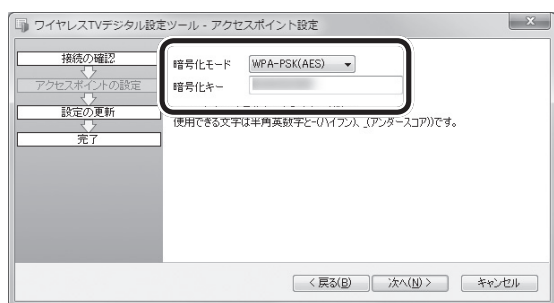 ワイヤレスTVデジタル設定ツール - アクセスポイント設定
接続の確認
アクセスポイントの設定
設定の更新
完了
暗号化モード WPA-PSK(AES)
暗号化キー
使用できる文字は半角英数字と-(ハイフン)、_(アンダースコア)です。
< 戻る(B) 次へ(N) > キャンセル